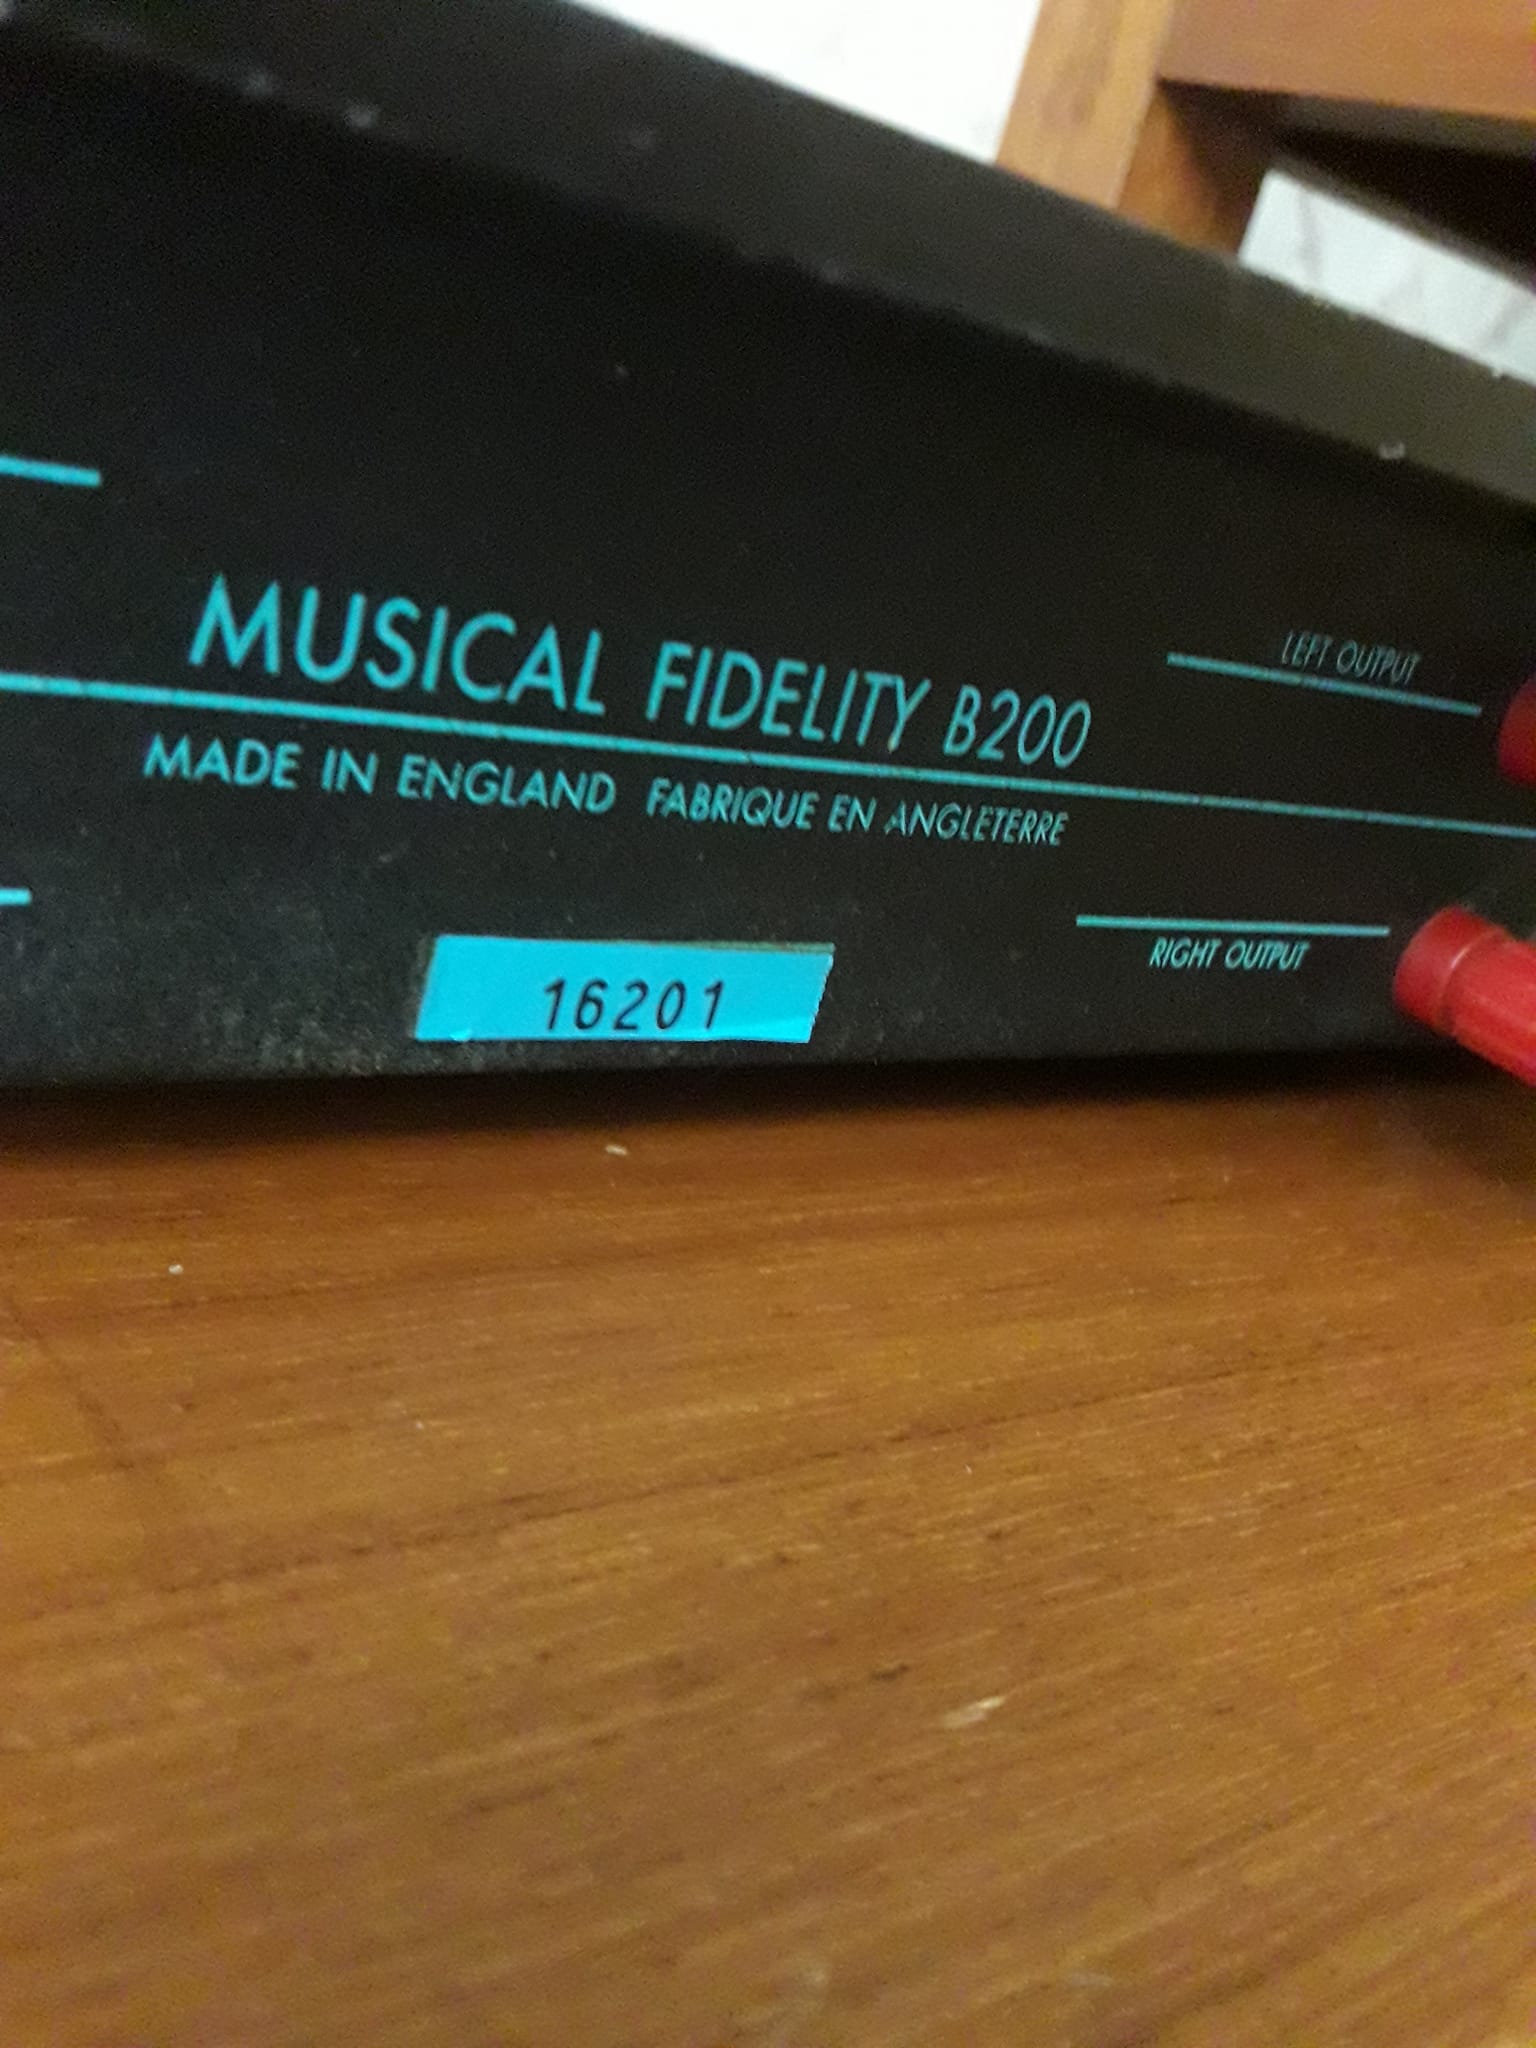 MUSICAL FIDELITY B200
MADE IN ENGLAND FABRIQUE EN ANGLETERRE
LEFT OUTPUT
RIGHT OUTPUT
16201